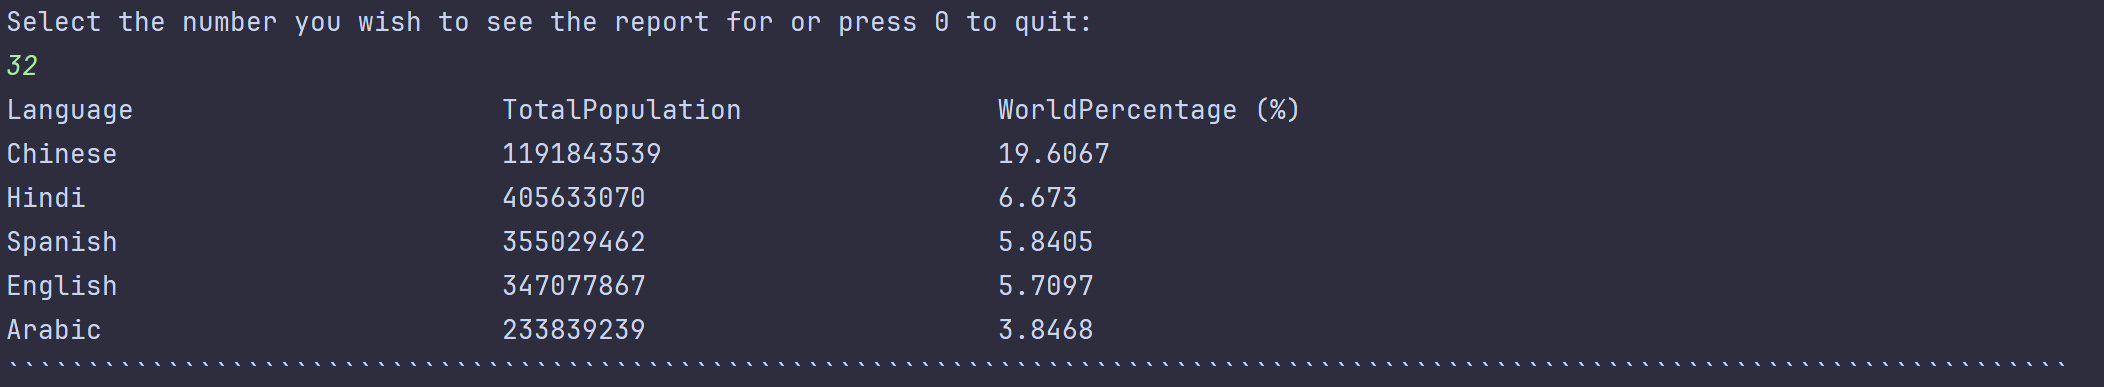 Select the number you wish to see the report for or press 0 to quit:
32
Language TotalPopulation WorldPercentage (%)
Chinese 1191843539 19.6067
Hindi 405633070 6.673
Spanish 355029462 5.8405
English 347077867 5.7097
Arabic 233839239 3.8468
`````````````````````````````````````````````````````````````````````````````````````````````````````````````````````````````````